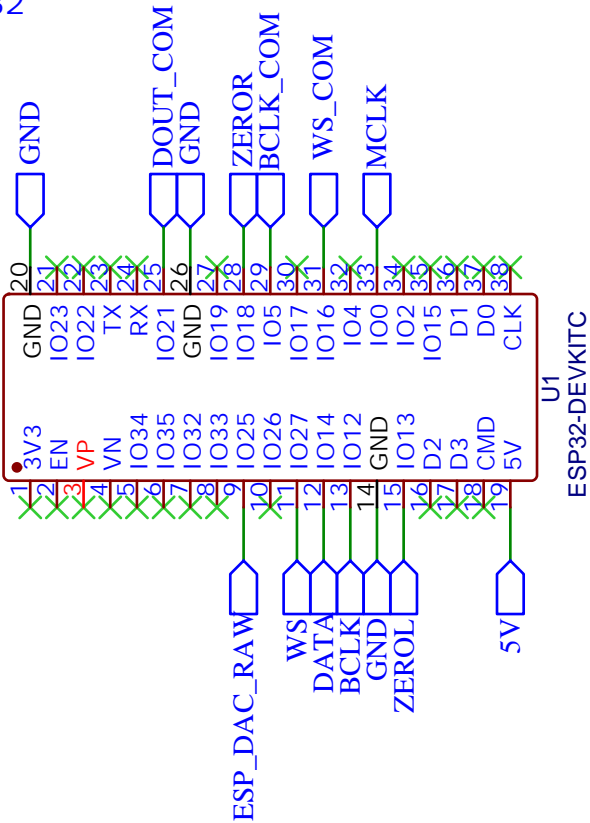 32
GND
DOUT_COM
GND
ZEROR
BCLK_COM
WS_COM
MCLK
20
21
22
23
24
25
26
27
28
29
30
31
32
33
34
35
36
37
38
GND
IO23
IO22
TX
RX
IO21
GND
IO19
IO18
IO5
IO17
IO16
IO4
IO0
IO2
IO15
D1
D0
CLK
3V3
EN
VP
VN
IO34
IO35
IO32
IO33
IO25
IO26
IO27
IO14
IO12
GND
IO13
D2
D3
CMD
5V
1
2
3
4
5
6
7
8
9
10
11
12
13
14
15
16
17
18
19
ESP_DAC_RAW
WS
DATA
BCLK
GND
ZEROL
5V
U1
ESP32-DEVKITC